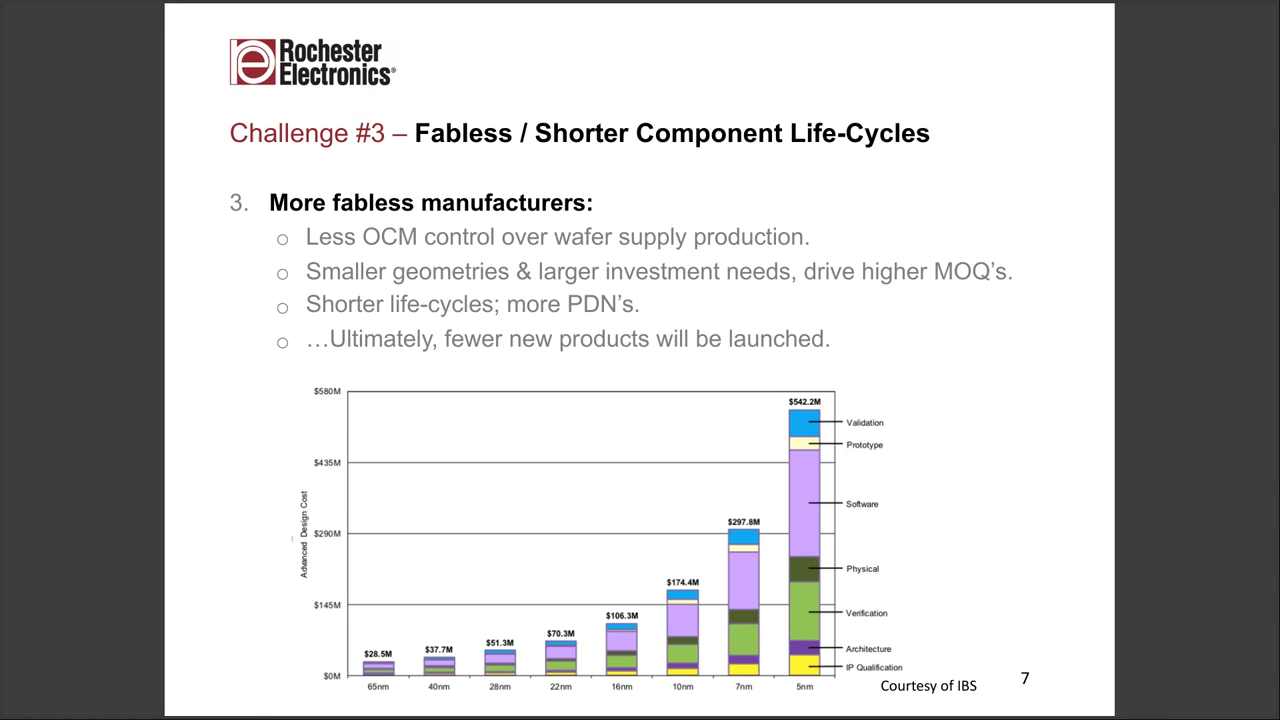 Rochester
Electronics®
Challenge #3 – Fabless / Shorter Component Life-Cycles
3. More fabless manufacturers:
o Less OCM control over wafer supply production.
o Smaller geometries & larger investment needs, drive higher MOQ's.
o Shorter life-cycles; more PDN's.
o …Ultimately, fewer new products will be launched.
Advanced Design Cost
$580M
$435M
$290M
$145M
$0M
$28.5M
$37.7M
$51.3M
$70.3M
$106.3M
$174.4M
$297.8M
$542.2M
65nm
40nm
28nm
22nm
16nm
10nm
7nm
5nm
Validation
Prototype
Software
Physical
Verification
Architecture
IP Qualification
Courtesy of IBS
7